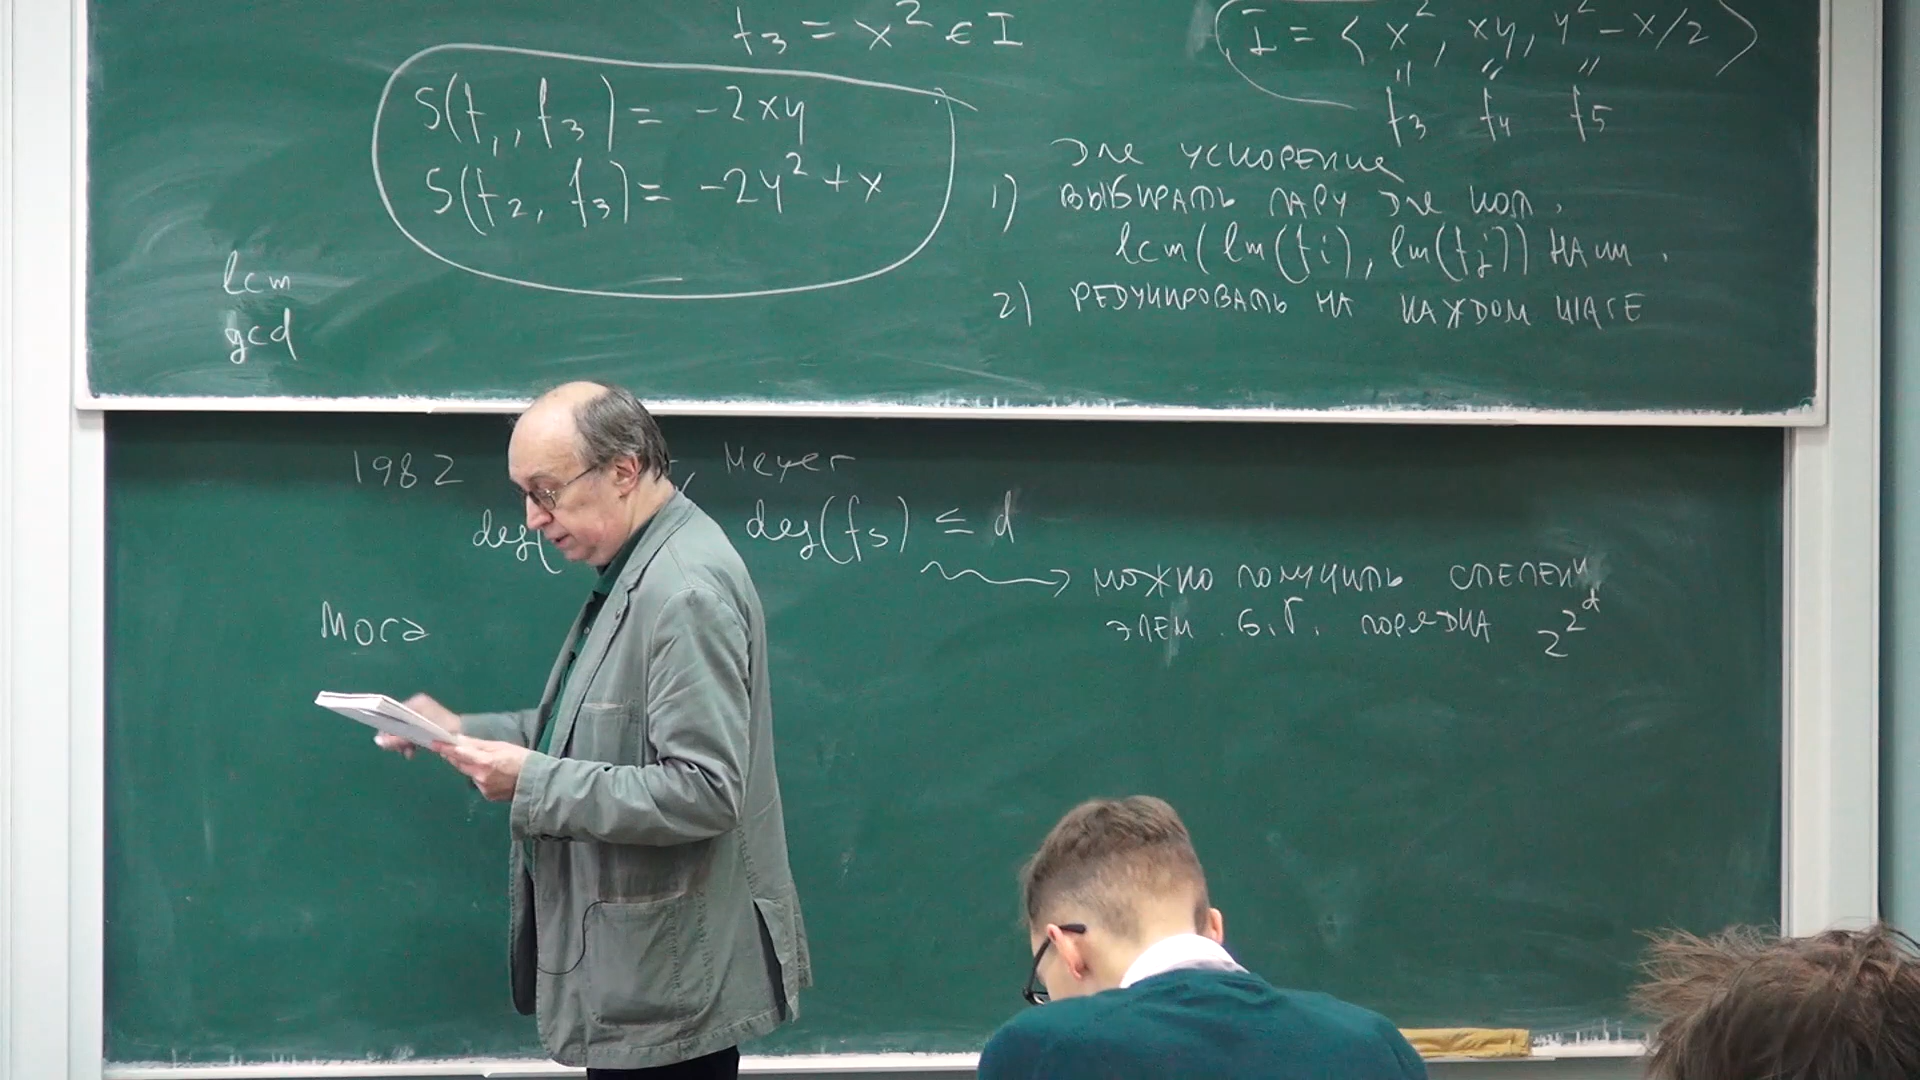 f₃ = x² ∈ I
S(f₁, f₃) = -2xy
S(f₂, f₃) = -2y² + x
lcm
gcd
I = < x², xy, y² - x/2 >
" " "
f₃ f₄ f₅
для ускорения
1) выбирать пару для кот.
lcm(lm(fi), lm(fj)) наим.
2) редуцировать на каждом шаге
1982 Meyer
deg( deg(fs) ≤ d
можно получить степени
элем. б.Г. порядка 2^2^d
Mora